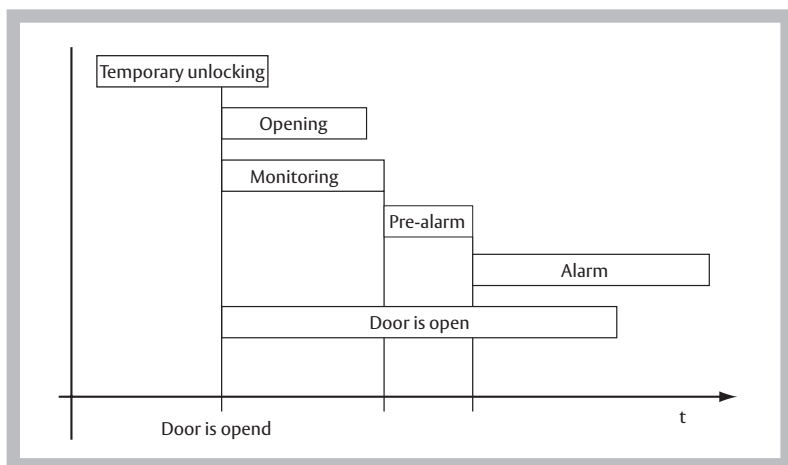 Temporary unlocking
Opening
Monitoring
Pre-alarm
Alarm
Door is open
t
Door is opend